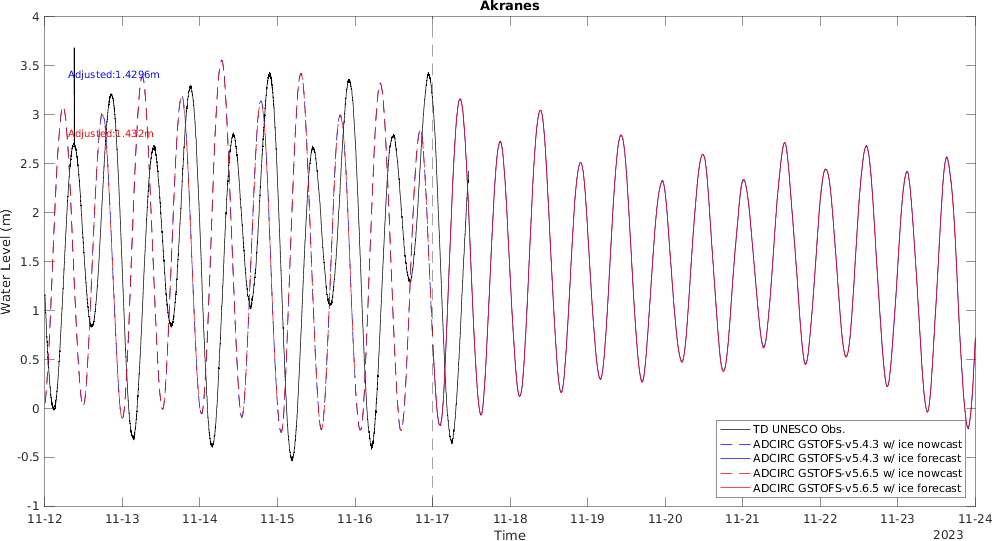 Akranes
4
3.5
3
2.5
2
1.5
1
0.5
0
-0.5
-1
Water Level (m)
Adjusted:1.4296m
Adjusted:1.432m
TD UNESCO Obs.
ADCIRC GSTOFS-v5.4.3 w/ ice nowcast
ADCIRC GSTOFS-v5.4.3 w/ ice forecast
ADCIRC GSTOFS-v5.6.5 w/ ice nowcast
ADCIRC GSTOFS-v5.6.5 w/ ice forecast
11-12 11-13 11-14 11-15 11-16 11-17 11-18 11-19 11-20 11-21 11-22 11-23 11-24
Time
2023